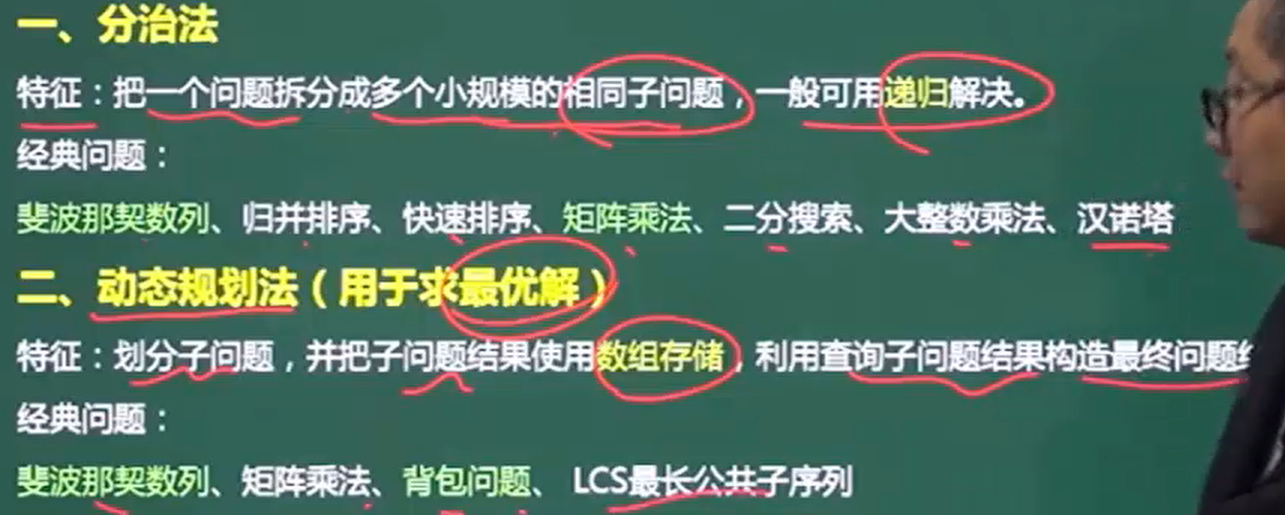 一、分治法
特征：把一个问题拆分成多个小规模的相同子问题，一般可用递归解决。
经典问题：
斐波那契数列、归并排序、快速排序、矩阵乘法、二分搜索、大整数乘法、汉诺塔
二、动态规划法（用于求最优解）
特征：划分子问题，并把子问题结果使用数组存储，利用查询子问题结果构造最终问题
经典问题：
斐波那契数列、矩阵乘法、背包问题、LCS最长公共子序列